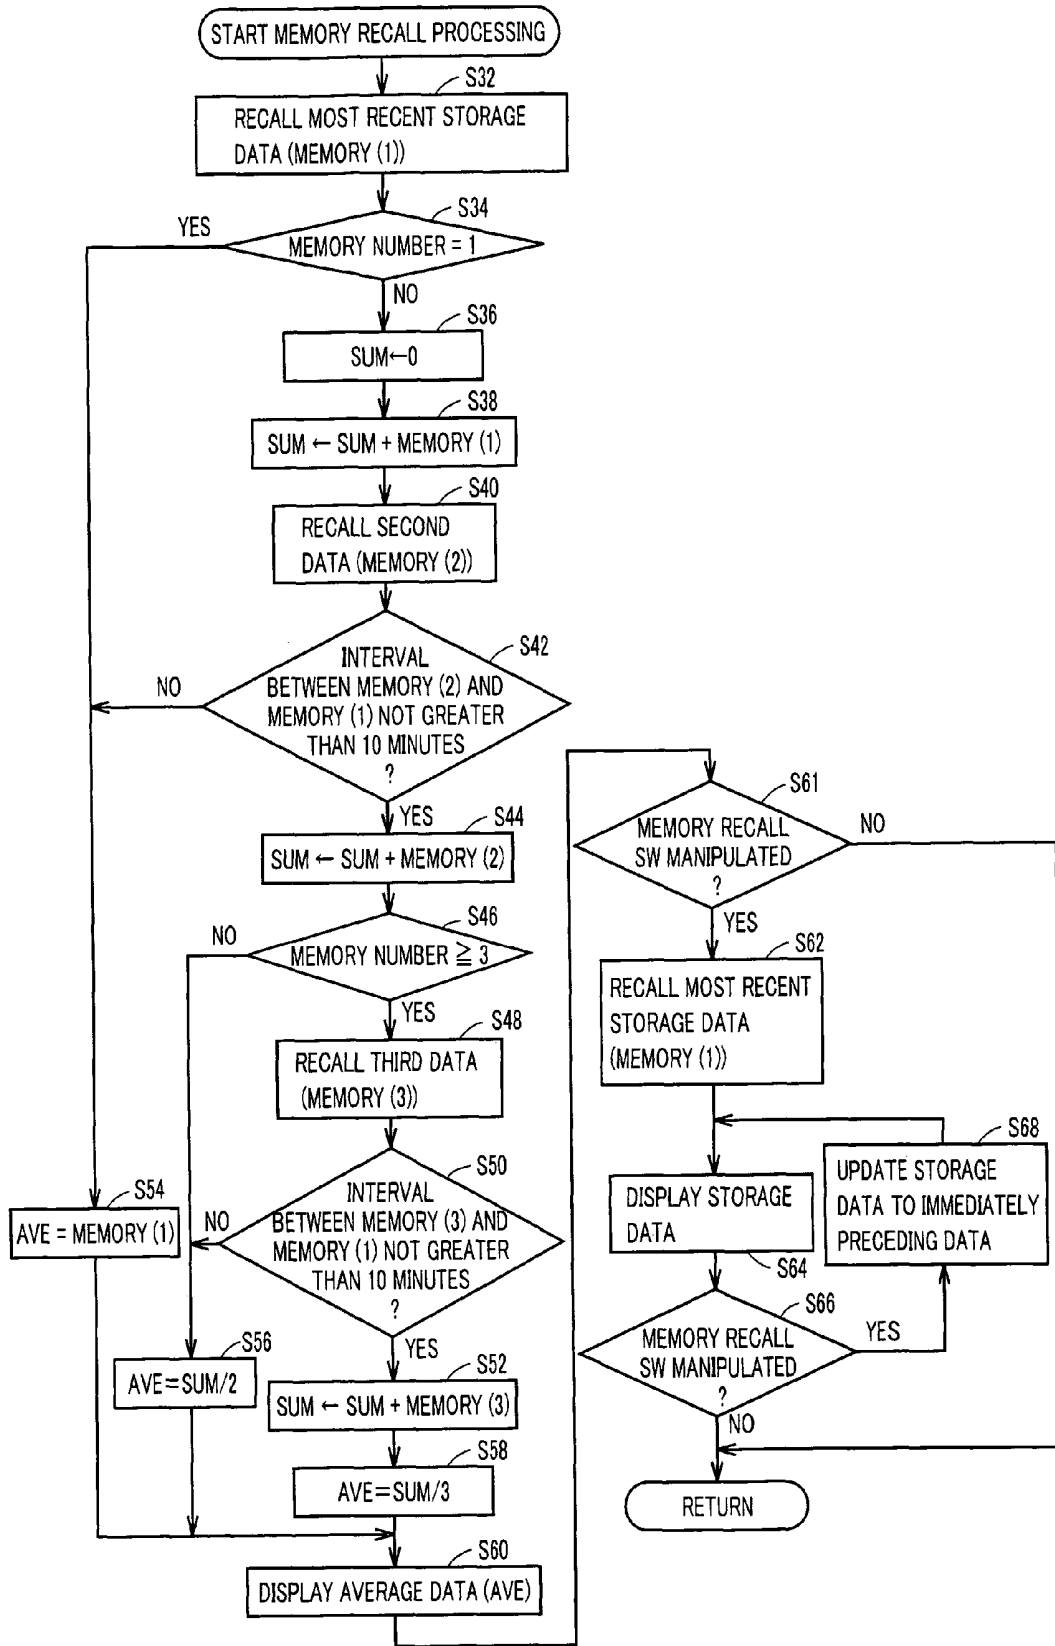 START MEMORY RECALL PROCESSING
S32
RECALL MOST RECENT STORAGE
DATA (MEMORY (1))
S34
YES
MEMORY NUMBER = 1
NO
S36
SUM←0
S38
SUM ← SUM + MEMORY (1)
S40
RECALL SECOND
DATA (MEMORY (2))
S42
INTERVAL
NO
BETWEEN MEMORY (2) AND
MEMORY (1) NOT GREATER
THAN 10 MINUTES
?
YES
S44
SUM ← SUM + MEMORY (2)
S46
NO
MEMORY NUMBER ≧ 3
YES
S48
RECALL THIRD DATA
(MEMORY (3))
S50
INTERVAL
NO
BETWEEN MEMORY (3) AND
MEMORY (1) NOT GREATER
THAN 10 MINUTES
?
YES
S54
AVE = MEMORY (1)
S56
AVE=SUM/2
S52
SUM ← SUM + MEMORY (3)
S58
AVE=SUM/3
S60
DISPLAY AVERAGE DATA (AVE)
S61
MEMORY RECALL
SW MANIPULATED
?
NO
YES
S62
RECALL MOST RECENT
STORAGE DATA
(MEMORY (1))
S68
UPDATE STORAGE
DATA TO IMMEDIATELY
PRECEDING DATA
DISPLAY STORAGE
DATA
S64
S66
MEMORY RECALL
SW MANIPULATED
?
YES
NO
RETURN